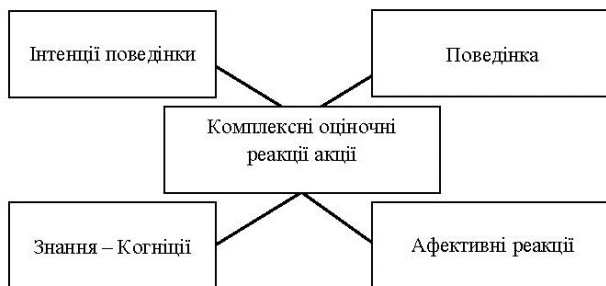 Інтенції поведінки
Поведінка
Комплексні оціночні
реакції акції
Знання – Когніції
Афективні реакції